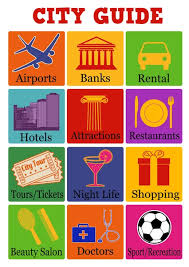 CITY GUIDE
Airports
Banks
Rental
Hotels
Attractions
Restaurants
City Tour
Tours/Tickets
Night Life
Shopping
Beauty Salon
Doctors
Sport/Recreation